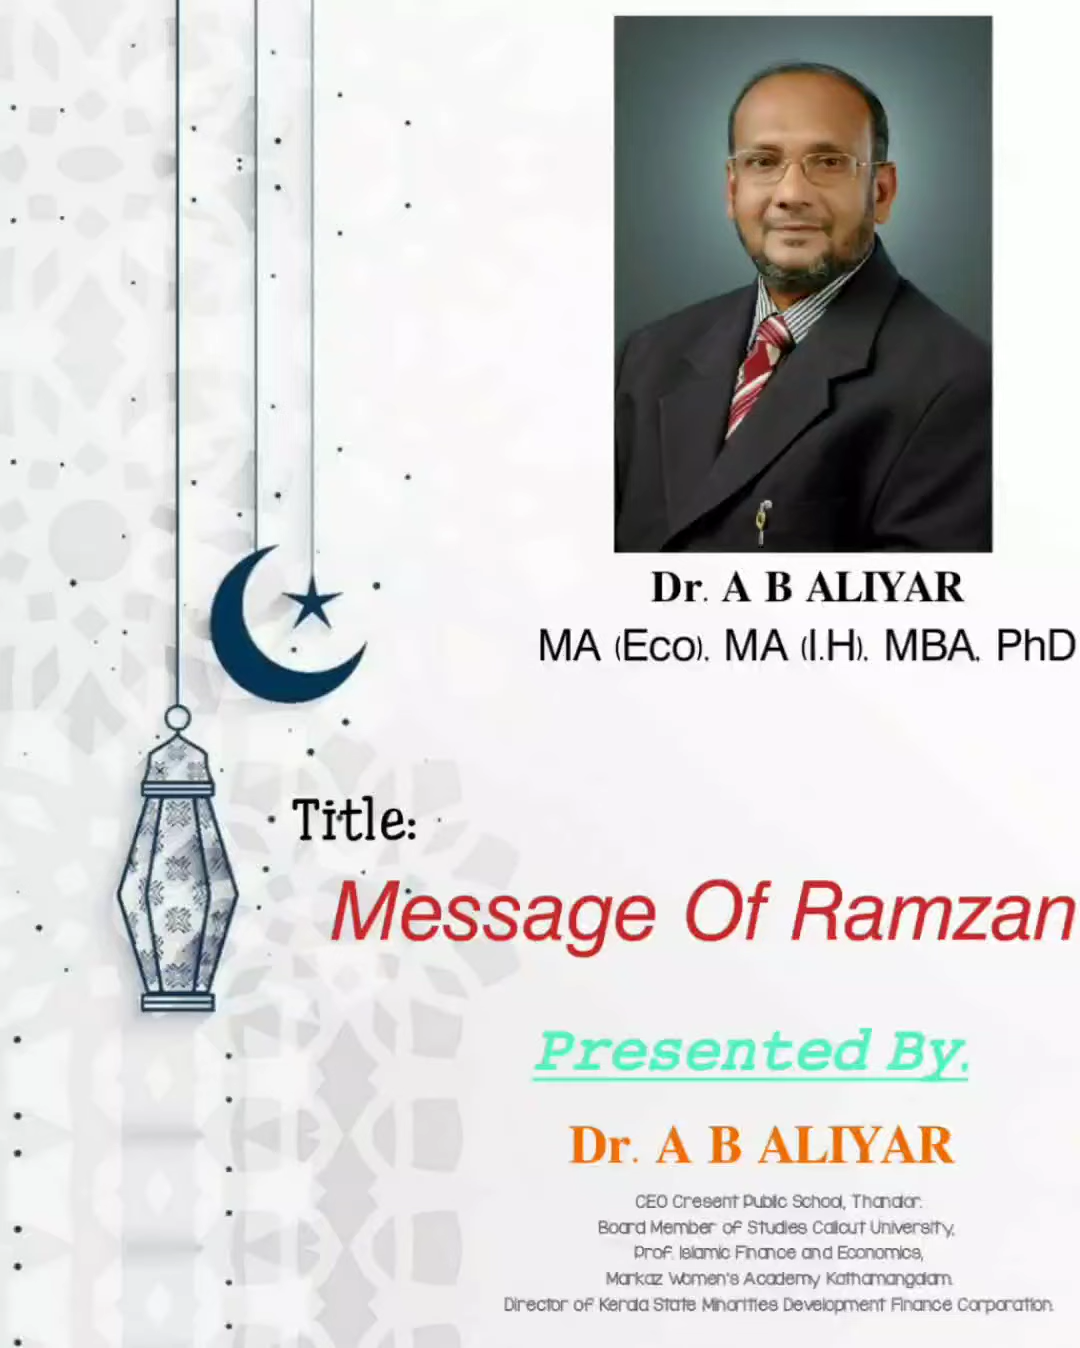 Dr. A B ALIYAR
MA (Eco), MA (I.H), MBA, PhD
Title:
Message Of Ramzan
Presented By.
Dr. A B ALIYAR
CEO Cresent Public School, Thanalor.
Board Member of Studies Calicut University,
Prof. Islamic Finance and Economics,
Markaz Women's Academy Kathamangalam.
Director of Kerala State Minorities Development Finance Corporation.